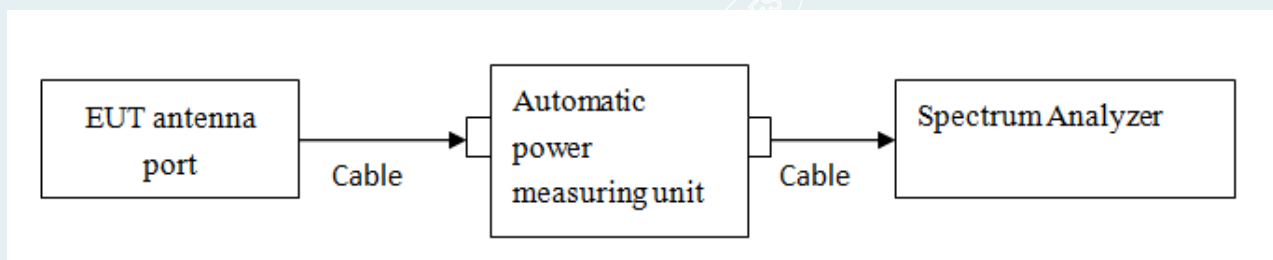 EUT antenna
port
Cable
Automatic
power
measuring unit
Cable
Spectrum Analyzer